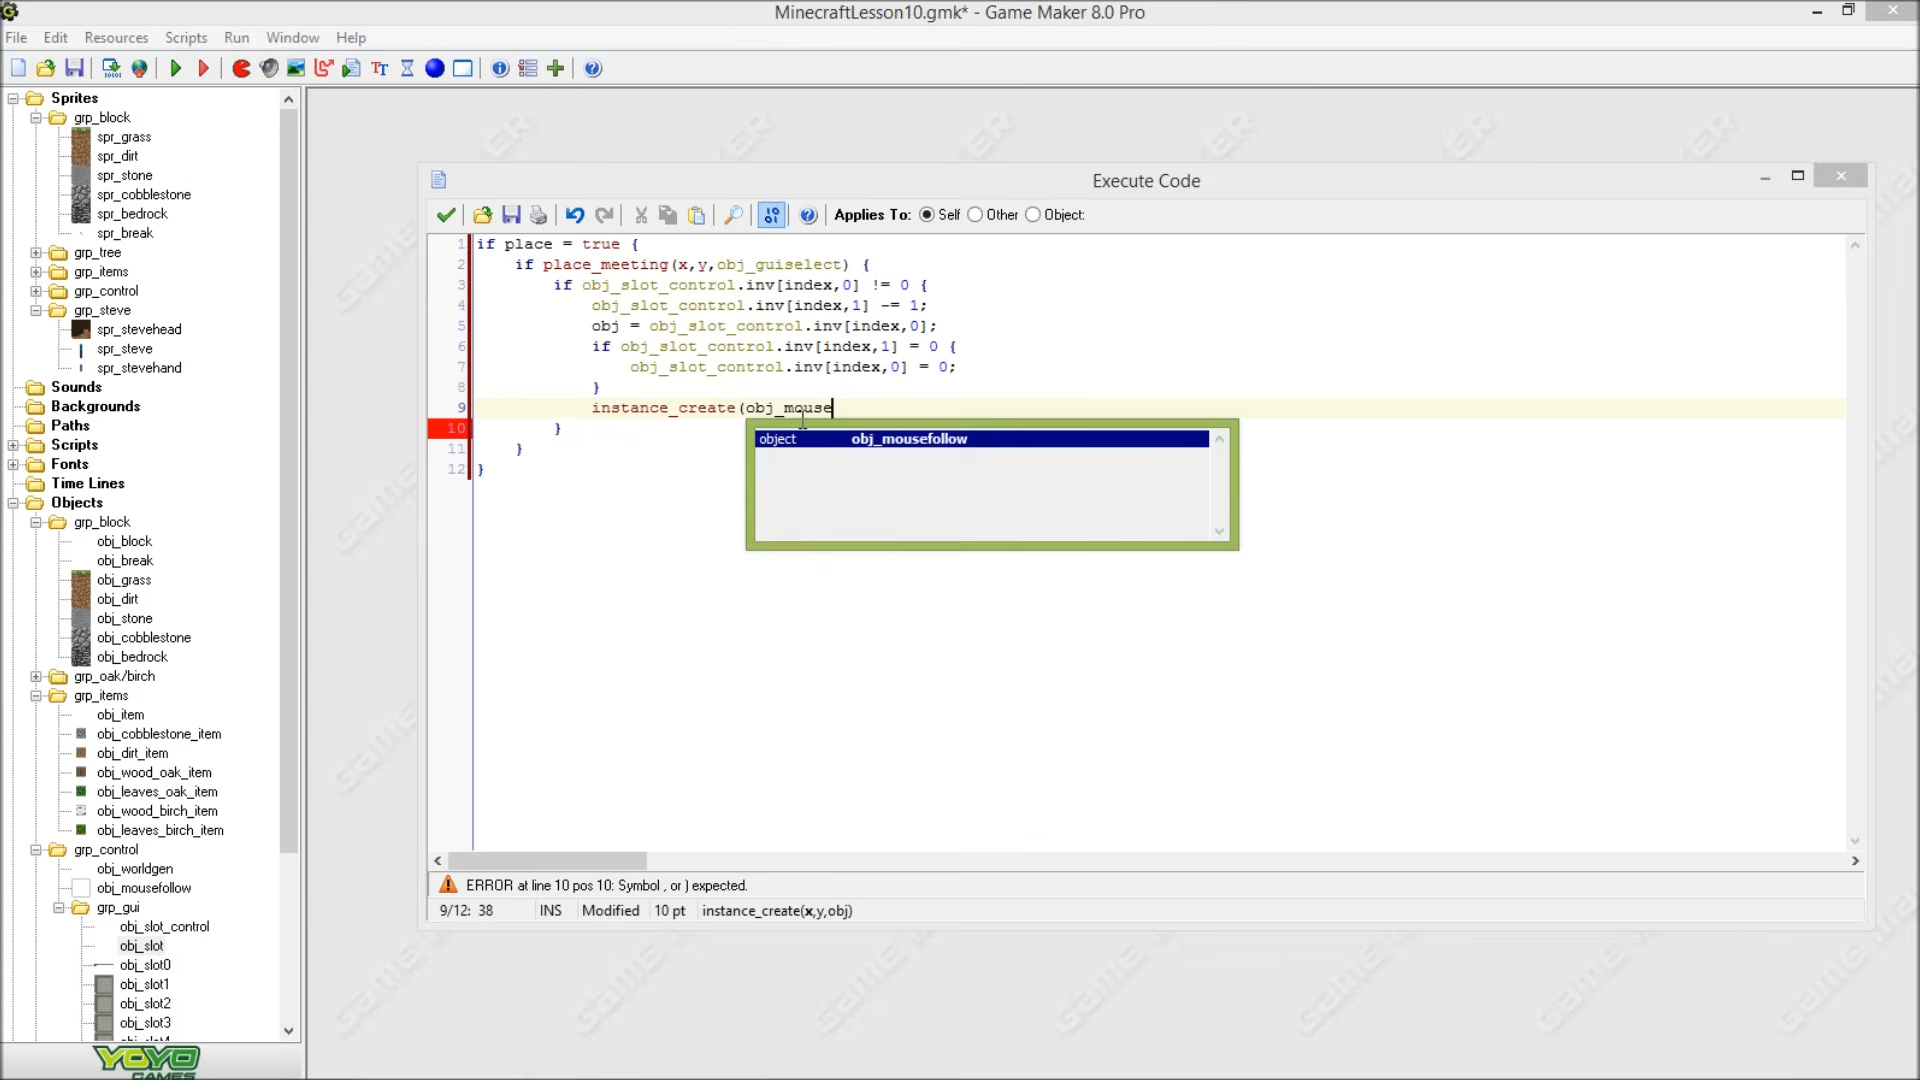 MinecraftLesson10.gmk* - Game Maker 8.0 Pro
File Edit Resources Scripts Run Window Help
Sprites
grp_block
spr_grass
spr_dirt
spr_stone
spr_cobblestone
spr_bedrock
spr_break
grp_tree
grp_items
grp_control
grp_steve
spr_stevehead
spr_steve
spr_stevehand
Sounds
Backgrounds
Paths
Scripts
Fonts
Time Lines
Objects
grp_block
obj_block
obj_break
obj_grass
obj_dirt
obj_stone
obj_cobblestone
obj_bedrock
grp_oak/birch
grp_items
obj_item
obj_cobblestone_item
obj_dirt_item
obj_wood_oak_item
obj_leaves_oak_item
obj_wood_birch_item
obj_leaves_birch_item
grp_control
obj_worldgen
obj_mousefollow
grp_gui
obj_slot_control
obj_slot
obj_slot0
obj_slot1
obj_slot2
obj_slot3
YOYO
GAMES
Execute Code
Applies To: Self Other Object:
1 if place = true {
2 if place_meeting(x,y,obj_guiselect) {
3 if obj_slot_control.inv[index,0] != 0 {
4 obj_slot_control.inv[index,1] -= 1;
5 obj = obj_slot_control.inv[index,0];
6 if obj_slot_control.inv[index,1] = 0 {
7 obj_slot_control.inv[index,0] = 0;
8 }
9 instance_create(obj_mouse
10 }
11 }
12 }
object obj_mousefollow
ERROR at line 10 pos 10: Symbol , or ) expected.
9/12: 38 INS Modified 10 pt instance_create(x,y,obj)